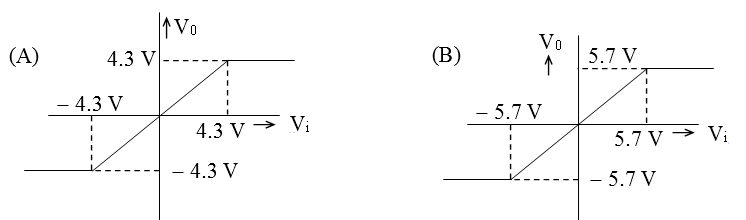 (A)
V₀
4.3 V
– 4.3 V
4.3 V
Vᵢ
– 4.3 V
(B)
V₀
5.7 V
– 5.7 V
5.7 V
Vᵢ
– 5.7 V